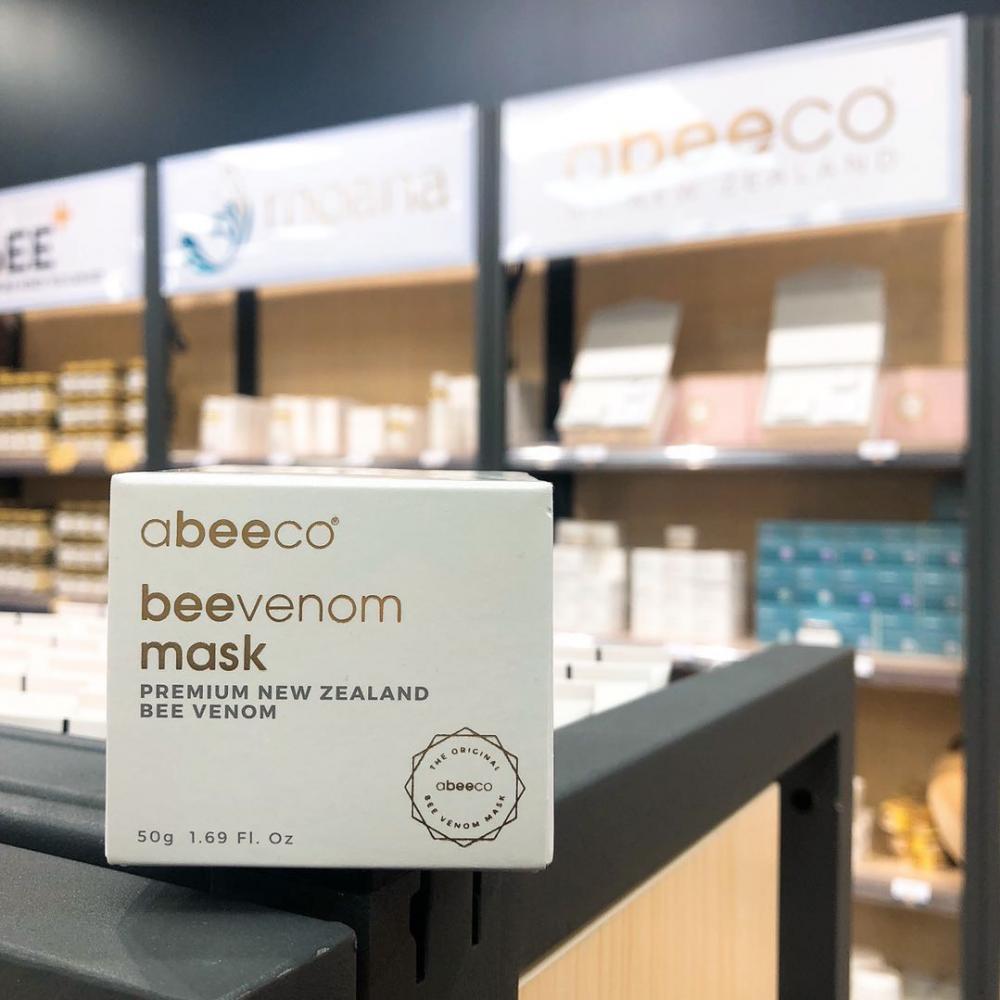 moana
abeeco
NEW ZEALAND
abeeco®
beevenom
mask
PREMIUM NEW ZEALAND
BEE VENOM
THE ORIGINAL
abeeco
BEE VENOM MASK
50g 1.69 Fl. Oz